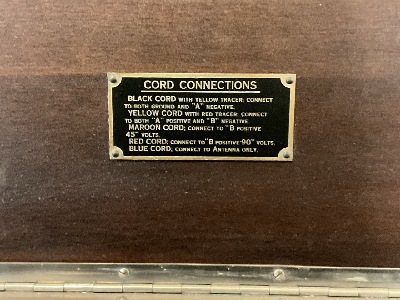 CORD CONNECTIONS
BLACK CORD WITH YELLOW TRACER; CONNECT
TO BOTH GROUND AND "A" NEGATIVE.
YELLOW CORD WITH RED TRACER; CONNECT
TO BOTH "A" POSITIVE AND "B" NEGATIVE.
MAROON CORD; CONNECT TO "B POSITIVE
45" VOLTS.
RED CORD; CONNECT TO "B POSITIVE 90" VOLTS.
BLUE CORD, CONNECT TO ANTENNA ONLY.